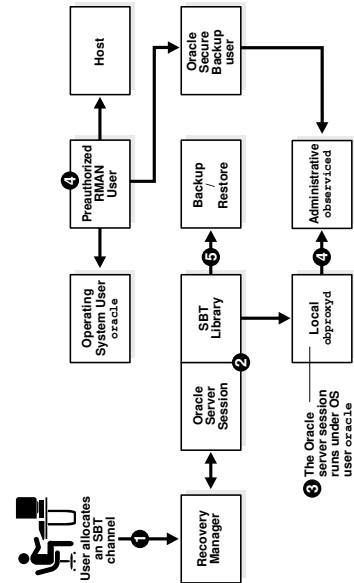 User allocates
an SBT
channel
1
Recovery
Manager
Oracle
Server
Session
SBT
Library
2
3 The Oracle
server session
runs under OS
user oracle
Local
obproxyd
4
Administrative
observiced
5
Backup
/
Restore
Operating
System User
oracle
4
Preauthorized
RMAN
User
Host
Oracle
Secure
Backup
user